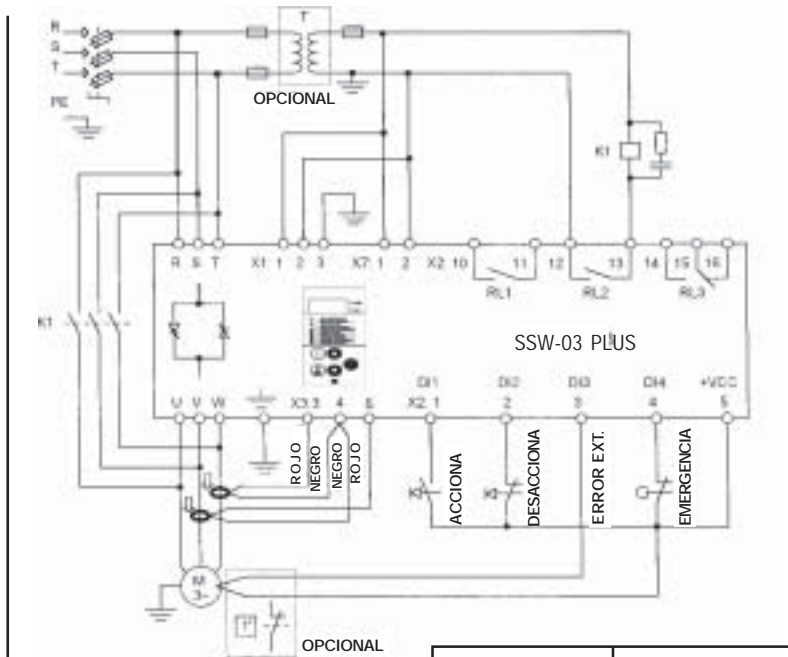 R
S
T
PE
T
OPCIONAL
K1
R S T X1: 1 2 3 X7: 1 2 X2: 10 11 12 13 14 15 16
RL1 RL2 RL3
K1
SSW-03 PLUS
DI1 DI2 DI3 DI4 +VCC
U V W X3:3 4 5 X2: 1 2 3 4 5
ROJO
NEGRO
NEGRO
ROJO
ACCIONA
DESACCIONA
ERROR EXT.
EMERGENCIA
M
3~
OPCIONAL